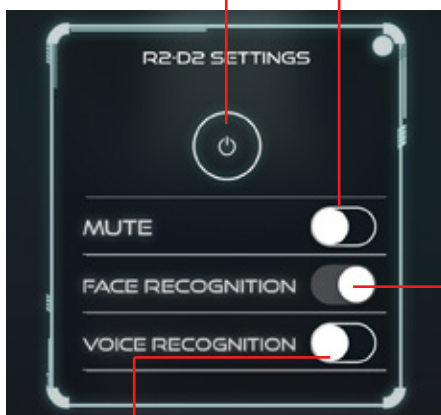 R2-D2 SETTINGS
MUTE
FACE RECOGNITION
VOICE RECOGNITION